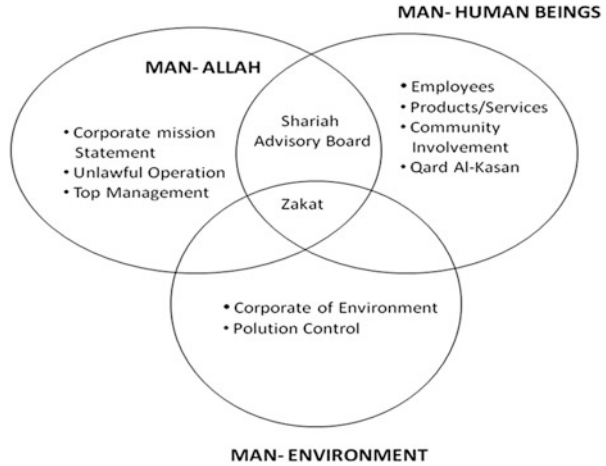 MAN- HUMAN BEINGS
MAN- ALLAH
• Corporate mission
Statement
• Unlawful Operation
• Top Management
Shariah
Advisory Board
• Employees
• Products/Services
• Community
Involvement
• Qard Al-Kasan
Zakat
• Corporate of Environment
• Polution Control
MAN- ENVIRONMENT